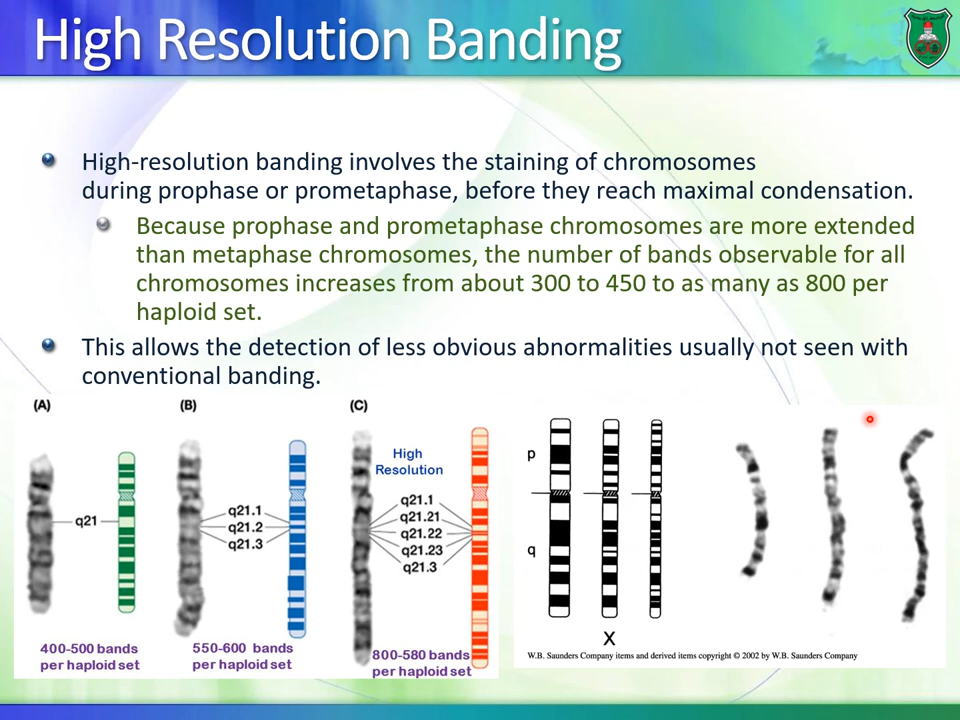 High Resolution Banding
High-resolution banding involves the staining of chromosomes
during prophase or prometaphase, before they reach maximal condensation.
Because prophase and prometaphase chromosomes are more extended
than metaphase chromosomes, the number of bands observable for all
chromosomes increases from about 300 to 450 to as many as 800 per
haploid set.
This allows the detection of less obvious abnormalities usually not seen with
conventional banding.
(A)
q21
400-500 bands
per haploid set
(B)
q21.1
q21.2
q21.3
550-600 bands
per haploid set
(C)
High
Resolution
q21.1
q21.21
q21.22
q21.23
q21.3
800-580 bands
per haploid set
p
q
X
W.B. Saunders Company items and derived items copyright © 2002 by W.B. Saunders Company